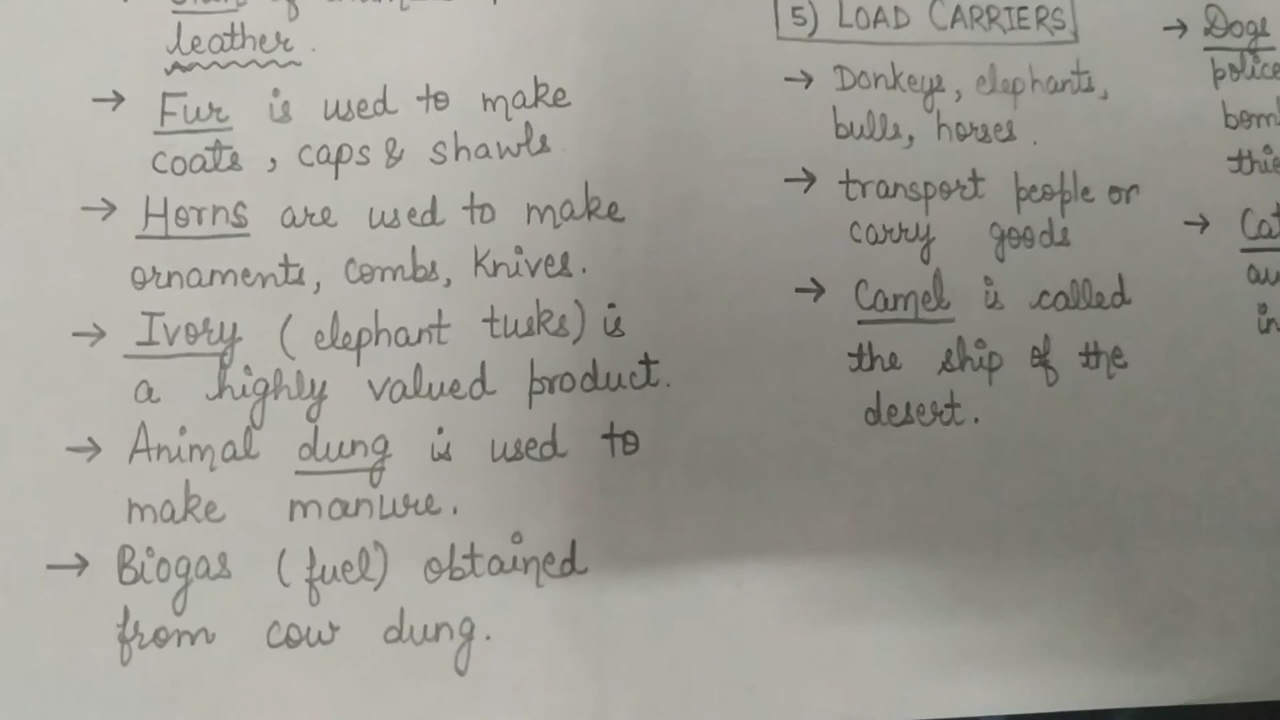 leather.
→ Fur is used to make
coats, caps & shawls
→ Horns are used to make
ornaments, combs, knives.
→ Ivory (elephant tusks) is
a highly valued product.
→ Animal dung is used to
make manure.
→ Biogas (fuel) obtained
from cow dung.
5) LOAD CARRIERS
→ Donkeys, elephants,
bulls, horses.
→ transport people or
carry goods
→ Camel is called
the ship of the
desert.
→ Dogs
police